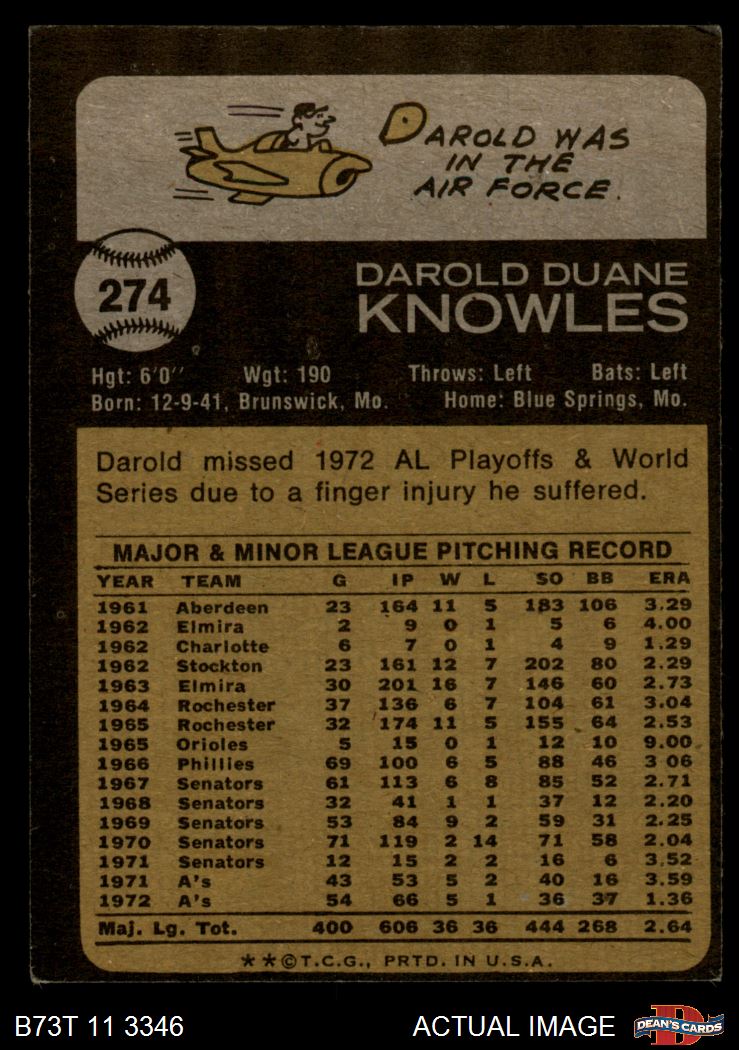 DAROLD WAS
IN THE
AIR FORCE.
274
DAROLD DUANE
KNOWLES
Hgt: 6'0" Wgt: 190 Throws: Left Bats: Left
Born: 12-9-41, Brunswick, Mo. Home: Blue Springs, Mo.
Darold missed 1972 AL Playoffs & World
Series due to a finger injury he suffered.
MAJOR & MINOR LEAGUE PITCHING RECORD
YEAR TEAM G IP W L SO BB ERA
1961 Aberdeen 23 164 11 5 183 106 3.29
1962 Elmira 2 9 0 1 5 6 4.00
1962 Charlotte 6 7 0 1 4 9 1.29
1962 Stockton 23 161 12 7 202 80 2.29
1963 Elmira 30 201 16 7 146 60 2.73
1964 Rochester 37 136 6 7 104 61 3.04
1965 Rochester 32 174 11 5 155 64 2.53
1965 Orioles 5 15 0 1 12 10 9.00
1966 Phillies 69 100 6 5 88 46 3 06
1967 Senators 61 113 6 8 85 52 2.71
1968 Senators 32 41 1 1 37 12 2.20
1969 Senators 53 84 9 2 59 31 2.25
1970 Senators 71 119 2 14 71 58 2.04
1971 Senators 12 15 2 2 16 6 3.52
1971 A's 43 53 5 2 40 16 3.59
1972 A's 54 66 5 1 36 37 1.36
Maj. Lg. Tot. 400 606 36 36 444 268 2.64
**©T.C.G., PRTD. IN U.S.A.
B73T 11 3346 ACTUAL IMAGE D DEAN'S CARDS